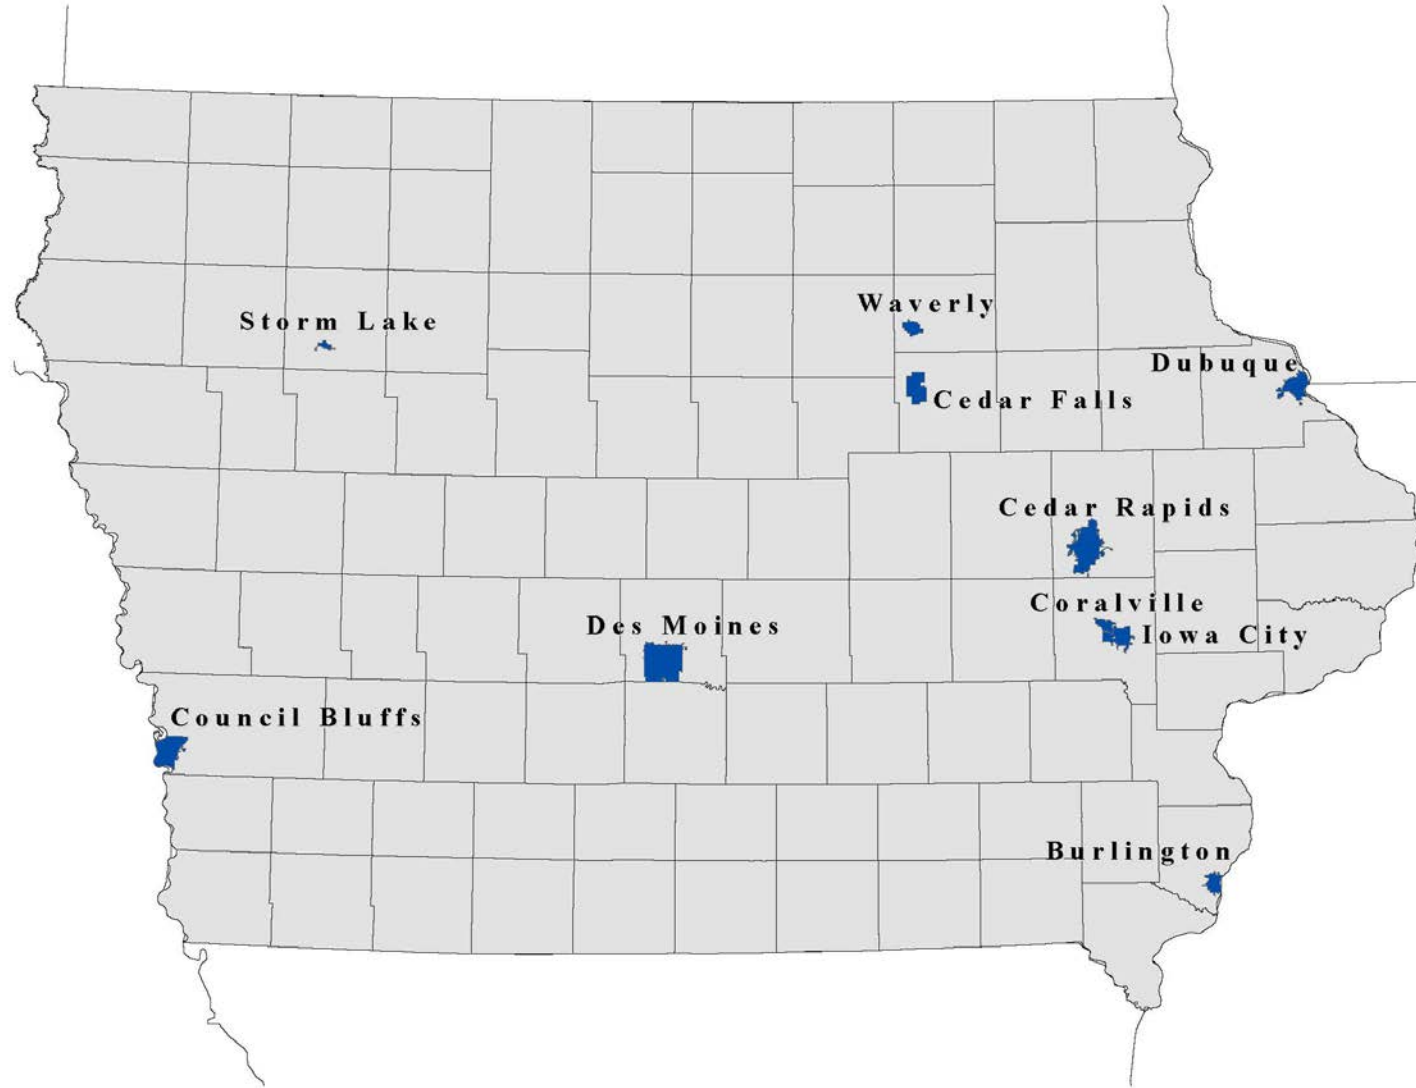 Waverly
Storm Lake
Dubuque
Cedar Falls
Cedar Rapids
Coralville
Des Moines
Iowa City
Council Bluffs
Burlington